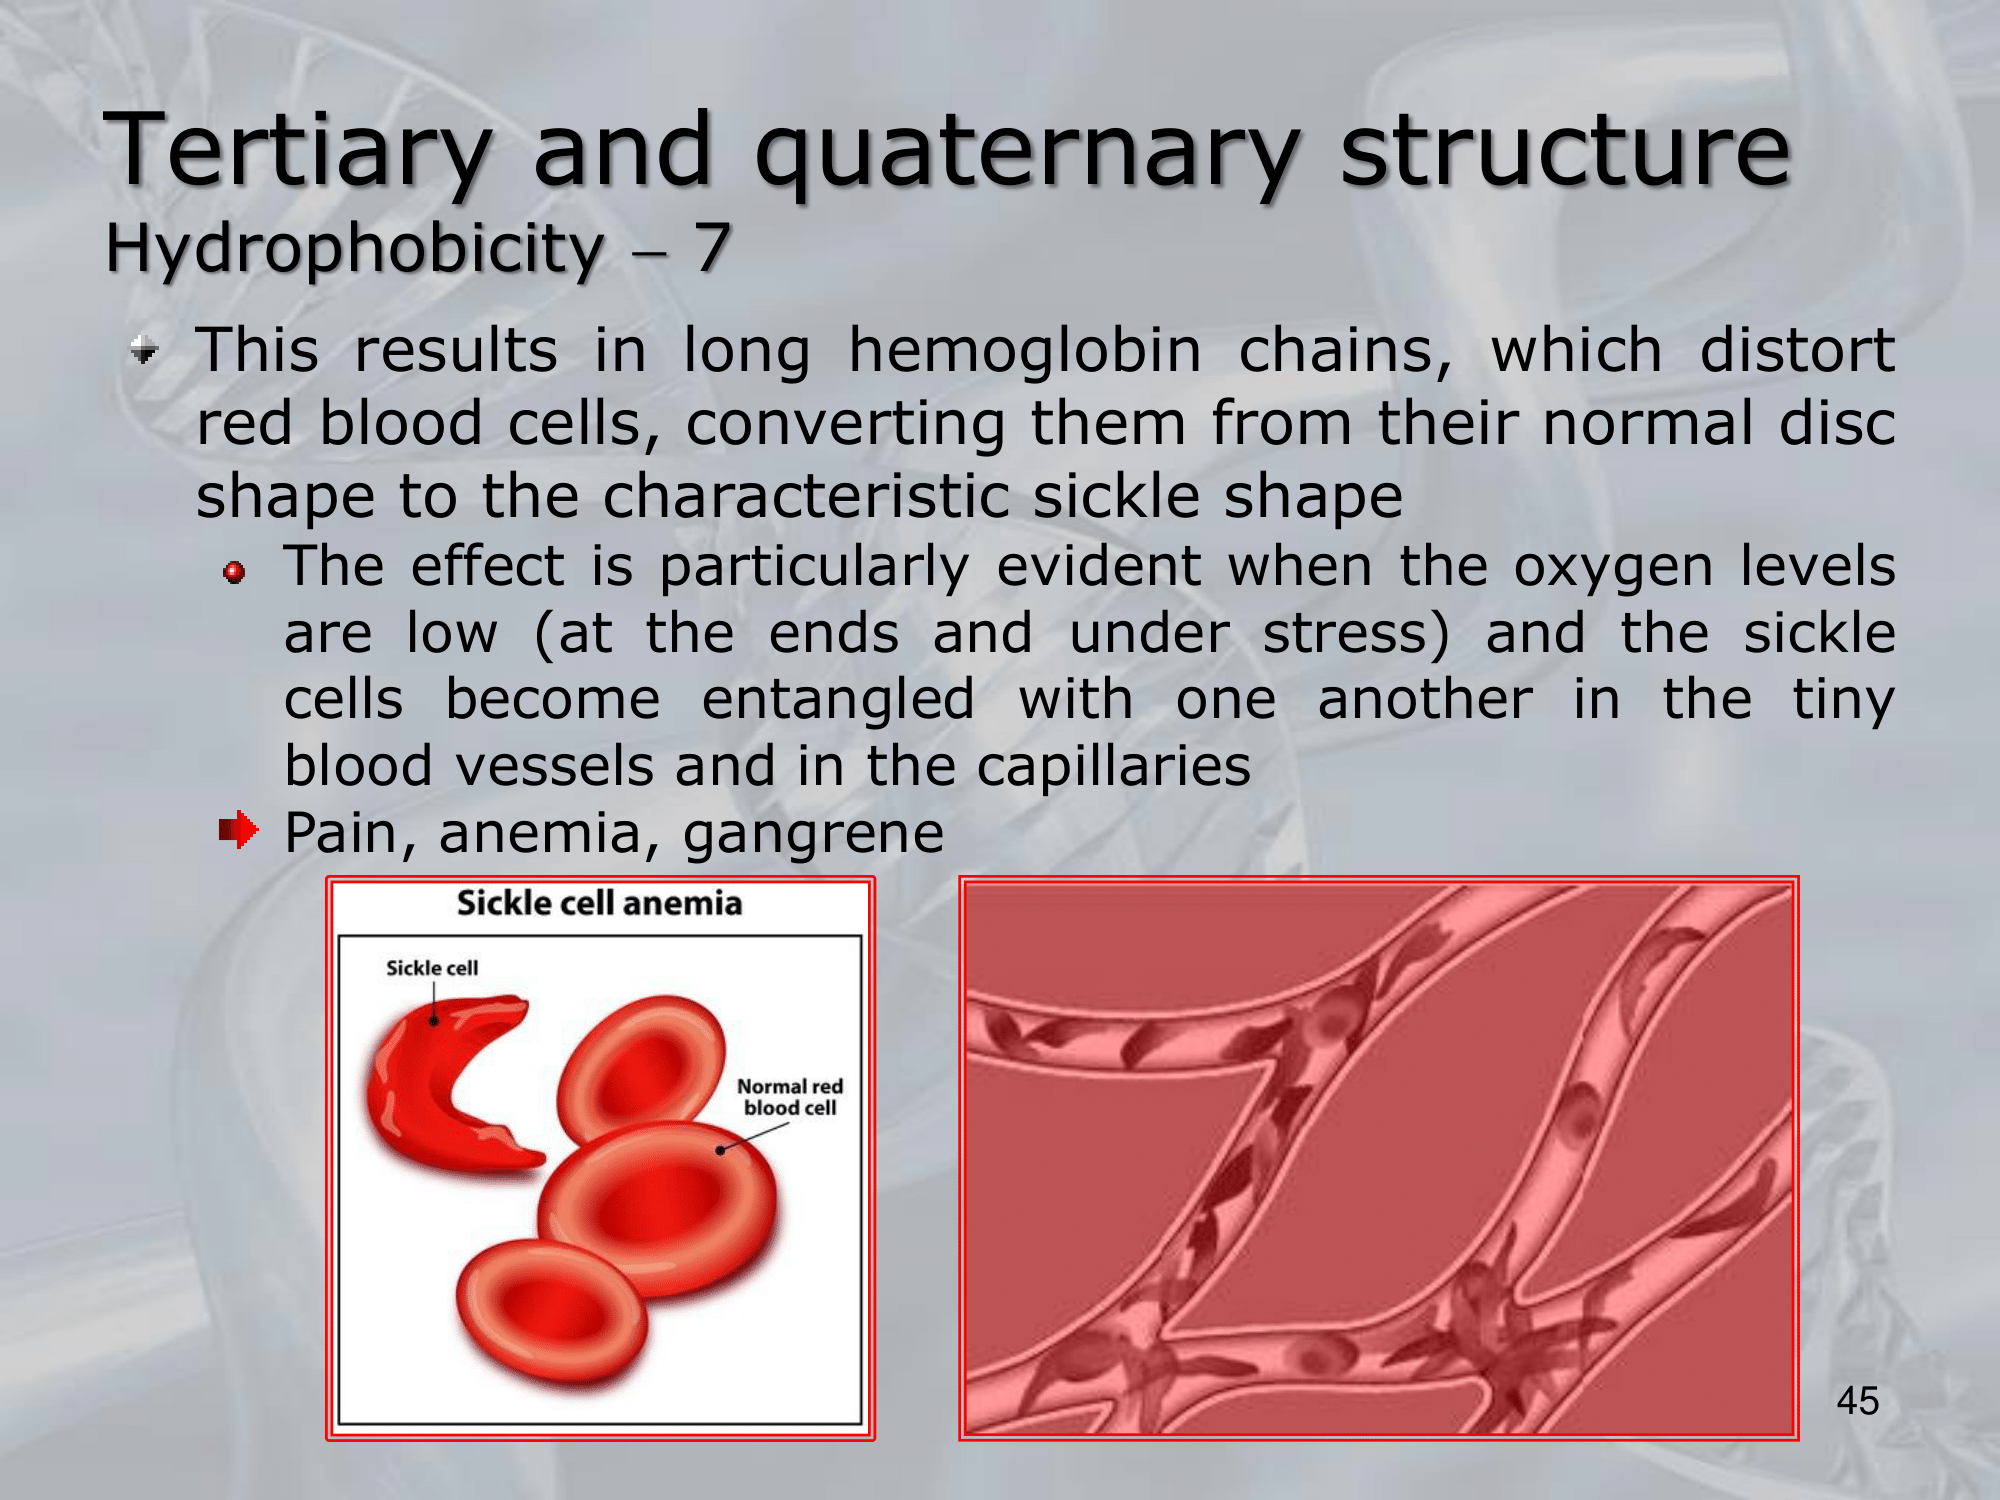 Tertiary and quaternary structure
Hydrophobicity – 7
This results in long hemoglobin chains, which distort
red blood cells, converting them from their normal disc
shape to the characteristic sickle shape
The effect is particularly evident when the oxygen levels
are low (at the ends and under stress) and the sickle
cells become entangled with one another in the tiny
blood vessels and in the capillaries
Pain, anemia, gangrene
Sickle cell anemia
Sickle cell
Normal red
blood cell
45